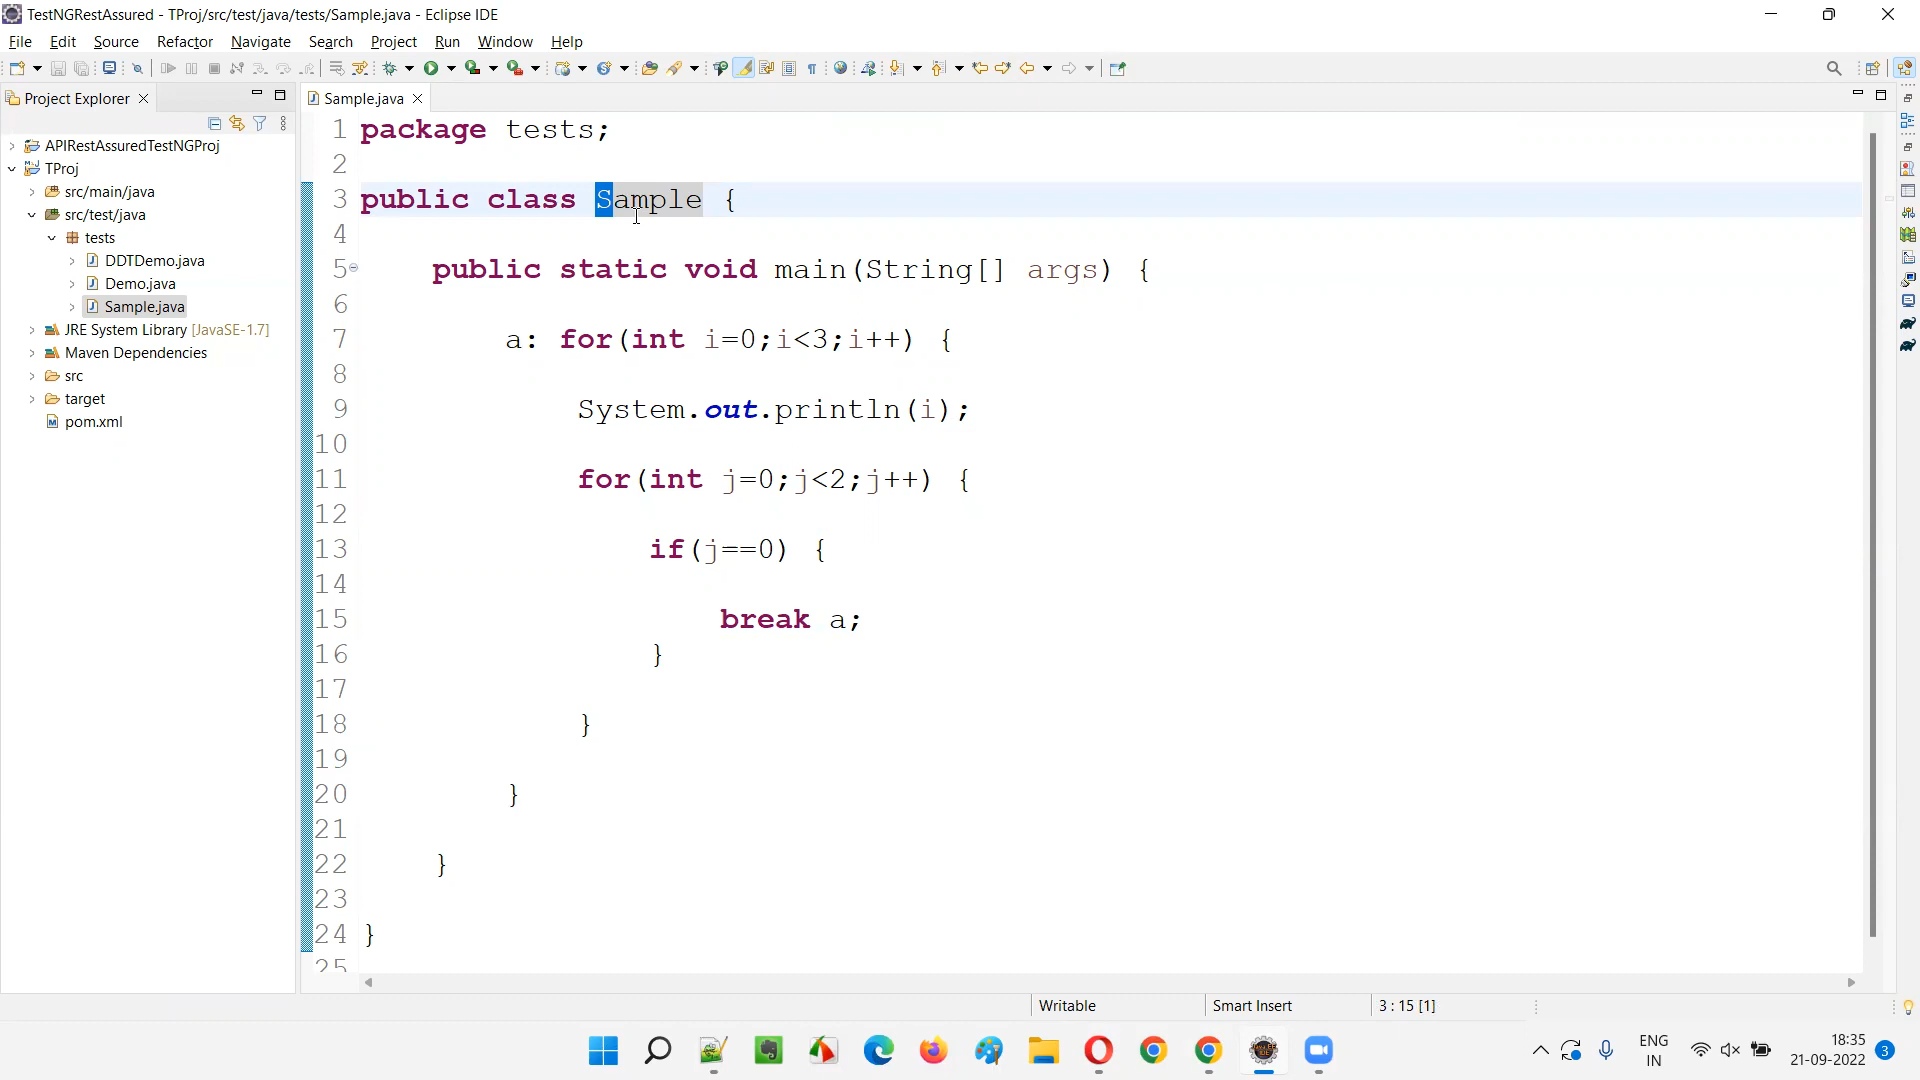 TestNGRestAssured - TProj/src/test/java/tests/Sample.java - Eclipse IDE
File Edit Source Refactor Navigate Search Project Run Window Help
Project Explorer
Sample.java
APIRestAssuredTestNGProj
TProj
src/main/java
src/test/java
tests
DDTDemo.java
Demo.java
Sample.java
JRE System Library [JavaSE-1.7]
Maven Dependencies
src
target
pom.xml
1 package tests;
2
3 public class Sample {
4
5 public static void main(String[] args) {
6
7 a: for(int i=0;i<3;i++) {
8
9 System.out.println(i);
10
11 for(int j=0;j<2;j++) {
12
13 if(j==0) {
14
15 break a;
16 }
17
18 }
19
20 }
21
22 }
23
24 }
25
Writable Smart Insert 3 : 15 [1]
ENG
IN
18:35
21-09-2022
3